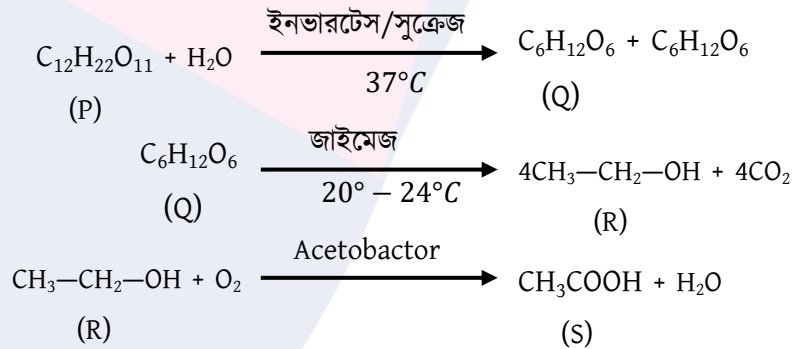 C₁₂H₂₂O₁₁ + H₂O ইনভারটেস/সুক্রেজ 37°C C₆H₁₂O₆ + C₆H₁₂O₆
(P) (Q)
C₆H₁₂O₆ জাইমেজ 20° – 24°C 4CH₃—CH₂—OH + 4CO₂
(Q) (R)
CH₃—CH₂—OH + O₂ Acetobactor CH₃COOH + H₂O
(R) (S)